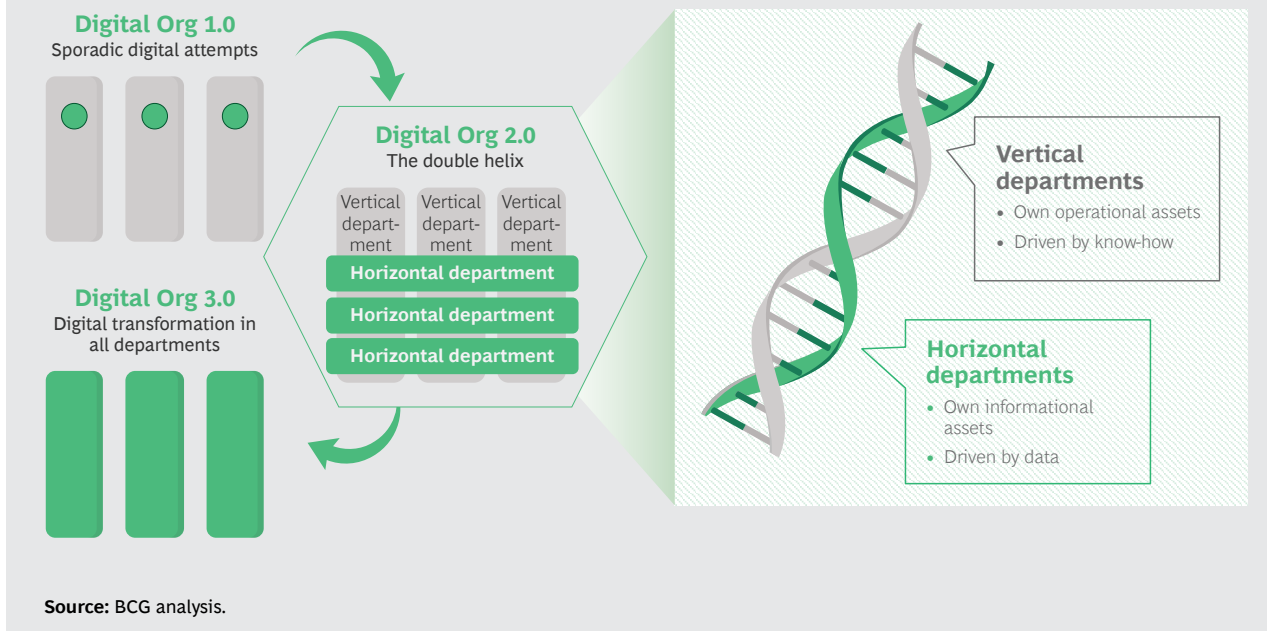 Digital Org 1.0
Sporadic digital attempts
Digital Org 2.0
The double helix
Vertical
depart-
ment
Vertical
depart-
ment
Vertical
depart-
ment
Horizontal department
Horizontal department
Horizontal department
Digital Org 3.0
Digital transformation in
all departments
Vertical
departments
• Own operational assets
• Driven by know-how
Horizontal
departments
• Own informational
assets
• Driven by data
Source: BCG analysis.